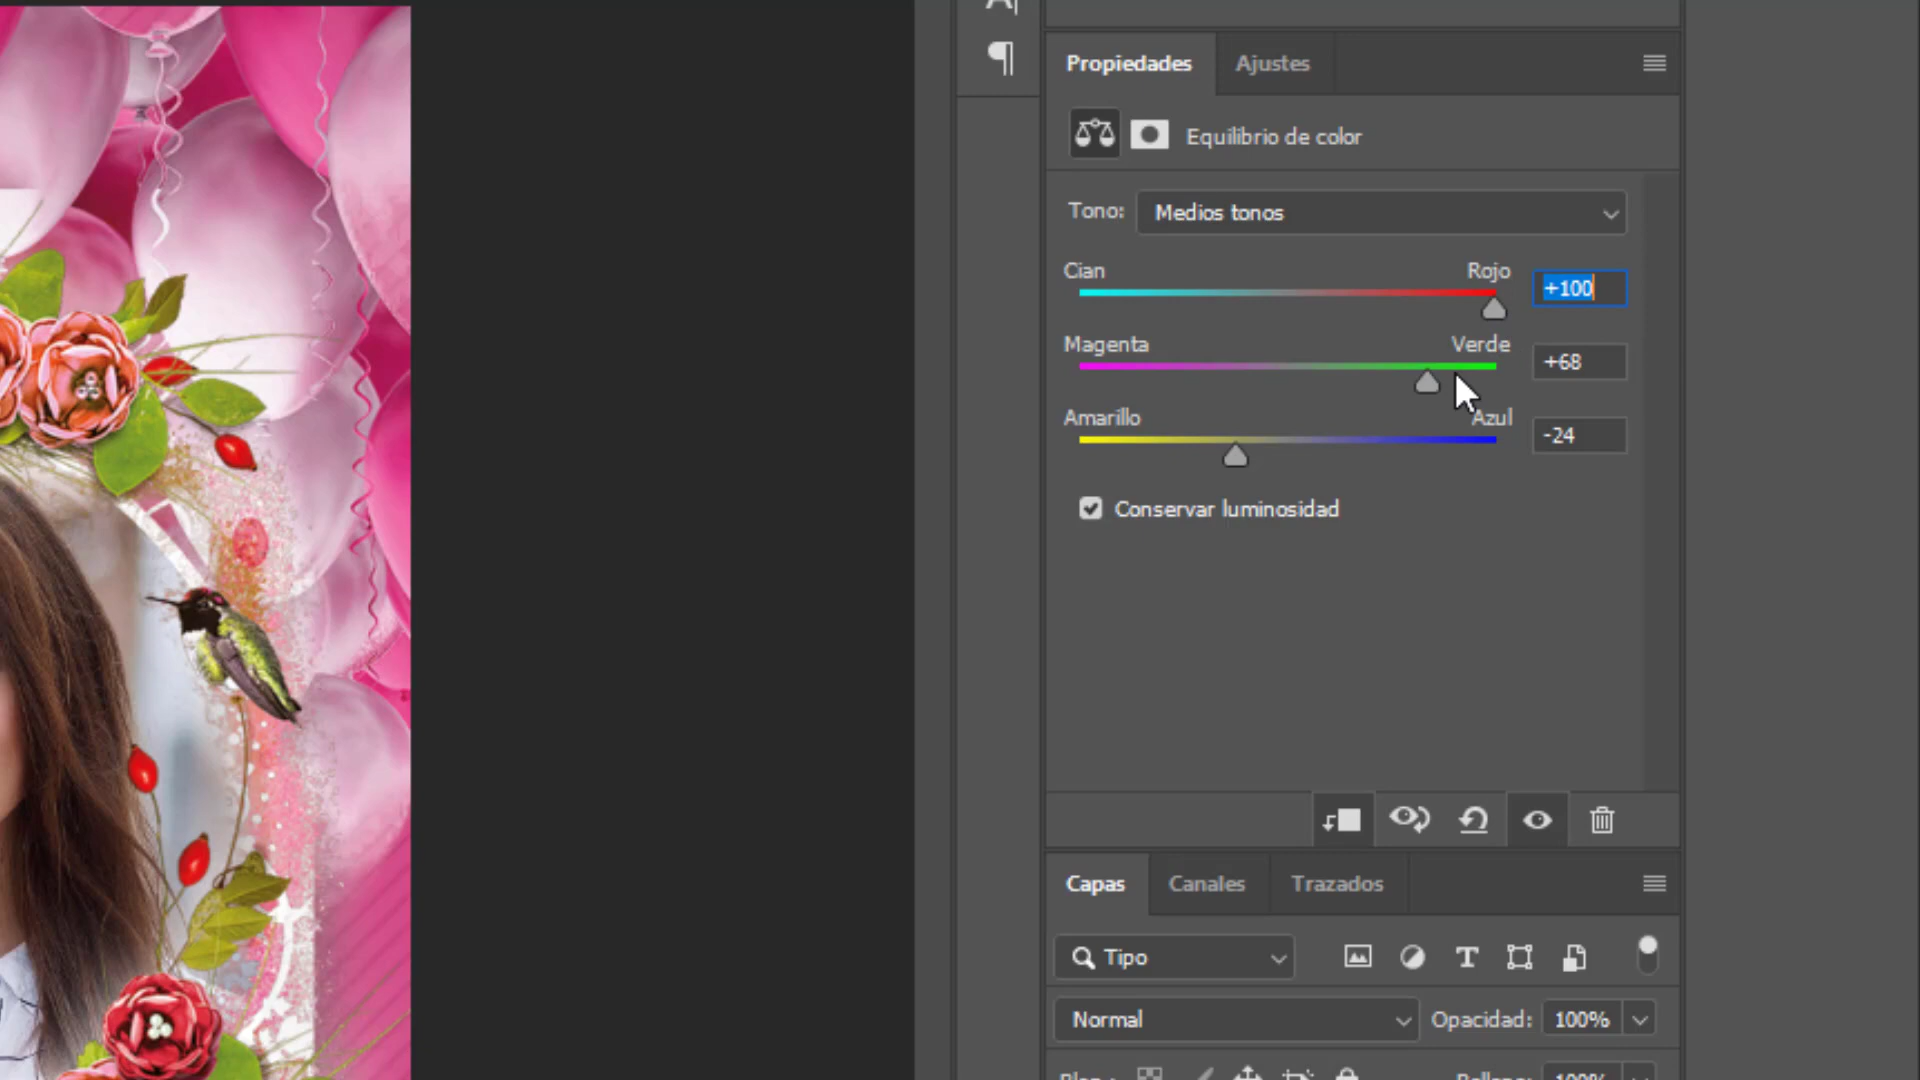 Propiedades Ajustes
Equilibrio de color
Tono: Medios tonos
Cian Rojo +100
Magenta Verde +68
Amarillo Azul -24
Conservar luminosidad
Capas Canales Trazados
Tipo
Normal Opacidad: 100%